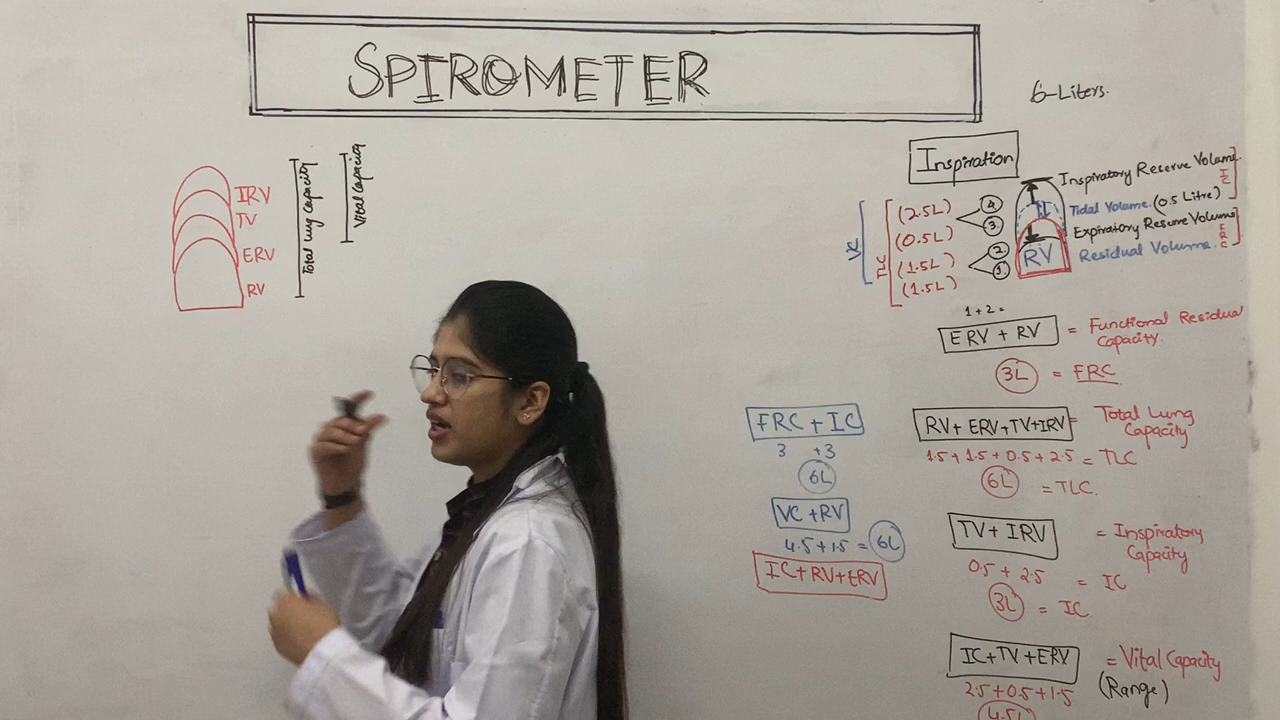 SPIROMETER
6-Liters.
IRV
TV
ERV
RV
Total lung Capacity
Vital Capacity
Inspiration
VC
TLC
(2.5L)
(0.5L)
(1.5L)
(1.5L)
4
3
2
1
RV
Inspiratory Reserve Volume
IC
Tidal Volume. (0.5 Litre)
Expiratory Reserve Volume
FRC
Residual Volume.
1+2=
ERV + RV = Functional Residual
Capacity.
3L = FRC
FRC + IC
3 +3
6L
VC + RV
4.5+1.5 = 6L
IC+RV+ERV
RV+ ERV+TV+IRV = Total Lung
Capacity
1.5+1.5+0.5+2.5 = TLC
6L = TLC.
TV+ IRV = Inspiratory
Capacity
0.5 + 2.5 = IC
3L = IC
IC+TV+ERV = Vital Capacity
(Range)
2.5+0.5+1.5
4.5L